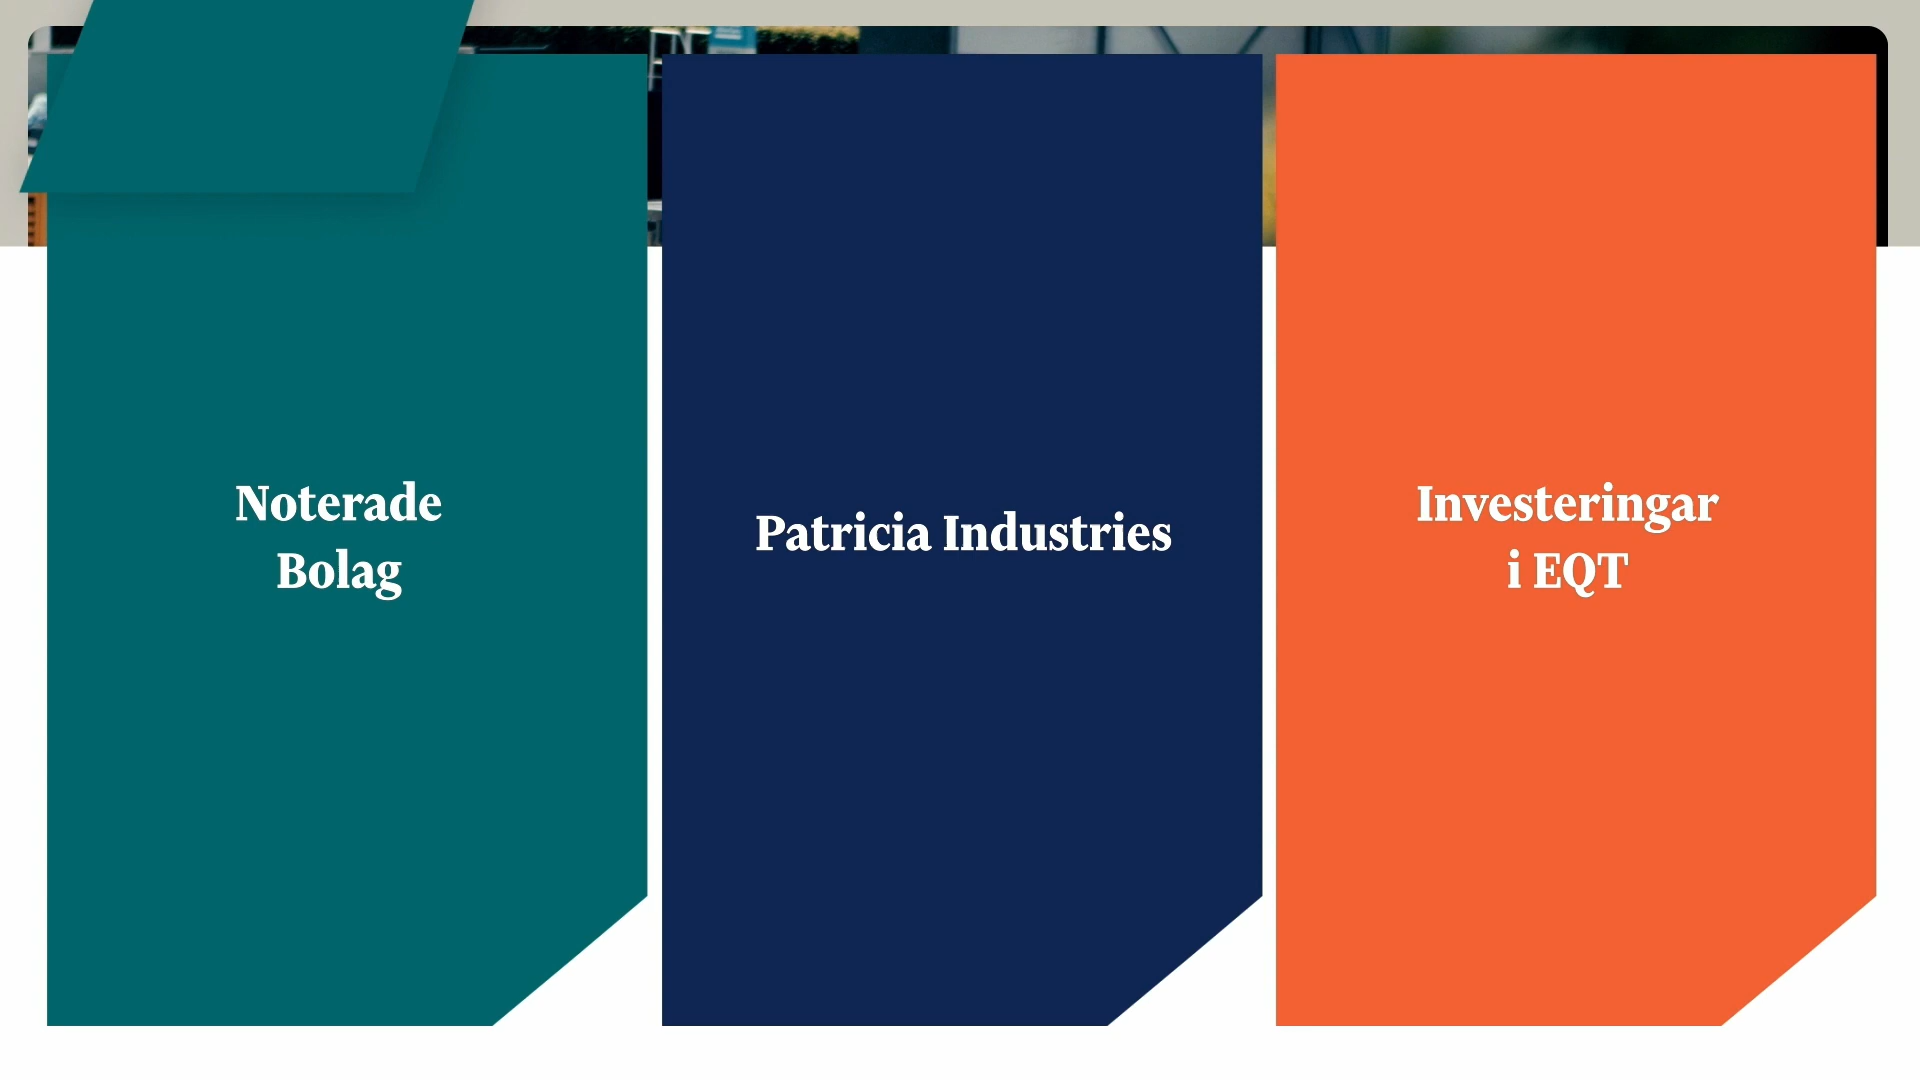 Noterade
Bolag
Patricia Industries
Investeringar
i EQT